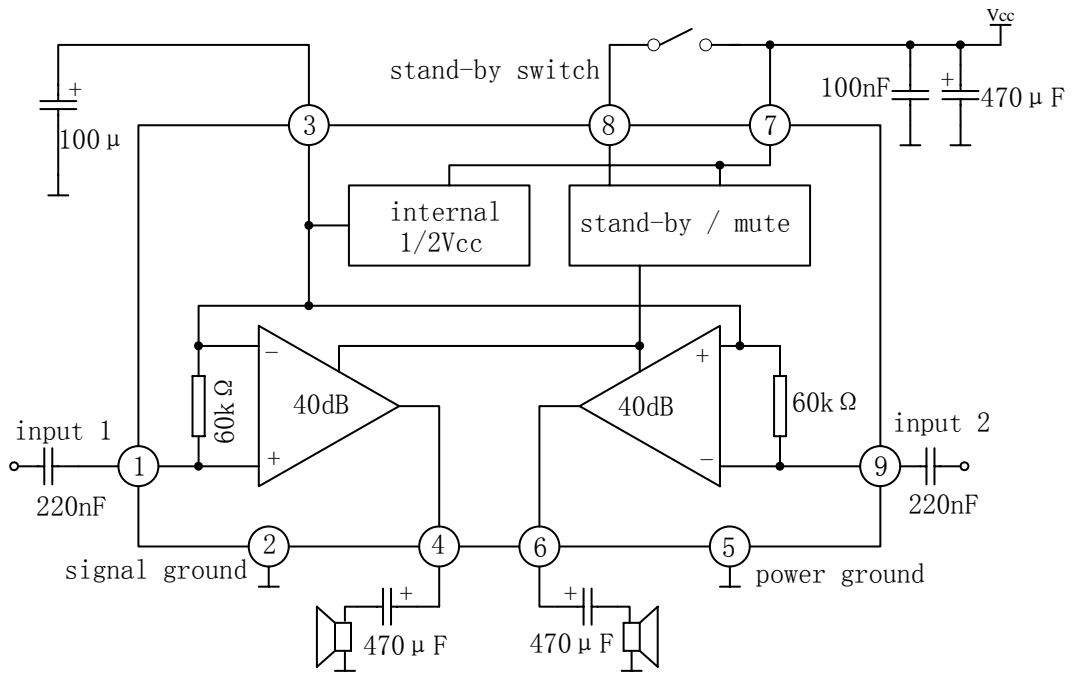 Vcc
+
100μ
stand-by switch
100nF
+
470μF
3
8
7
internal
1/2Vcc
stand-by / mute
−
40dB
+
60kΩ
+
40dB
−
60kΩ
input 1
1
220nF
input 2
9
220nF
2
signal ground
4
6
5
power ground
+
470μF
+
470μF